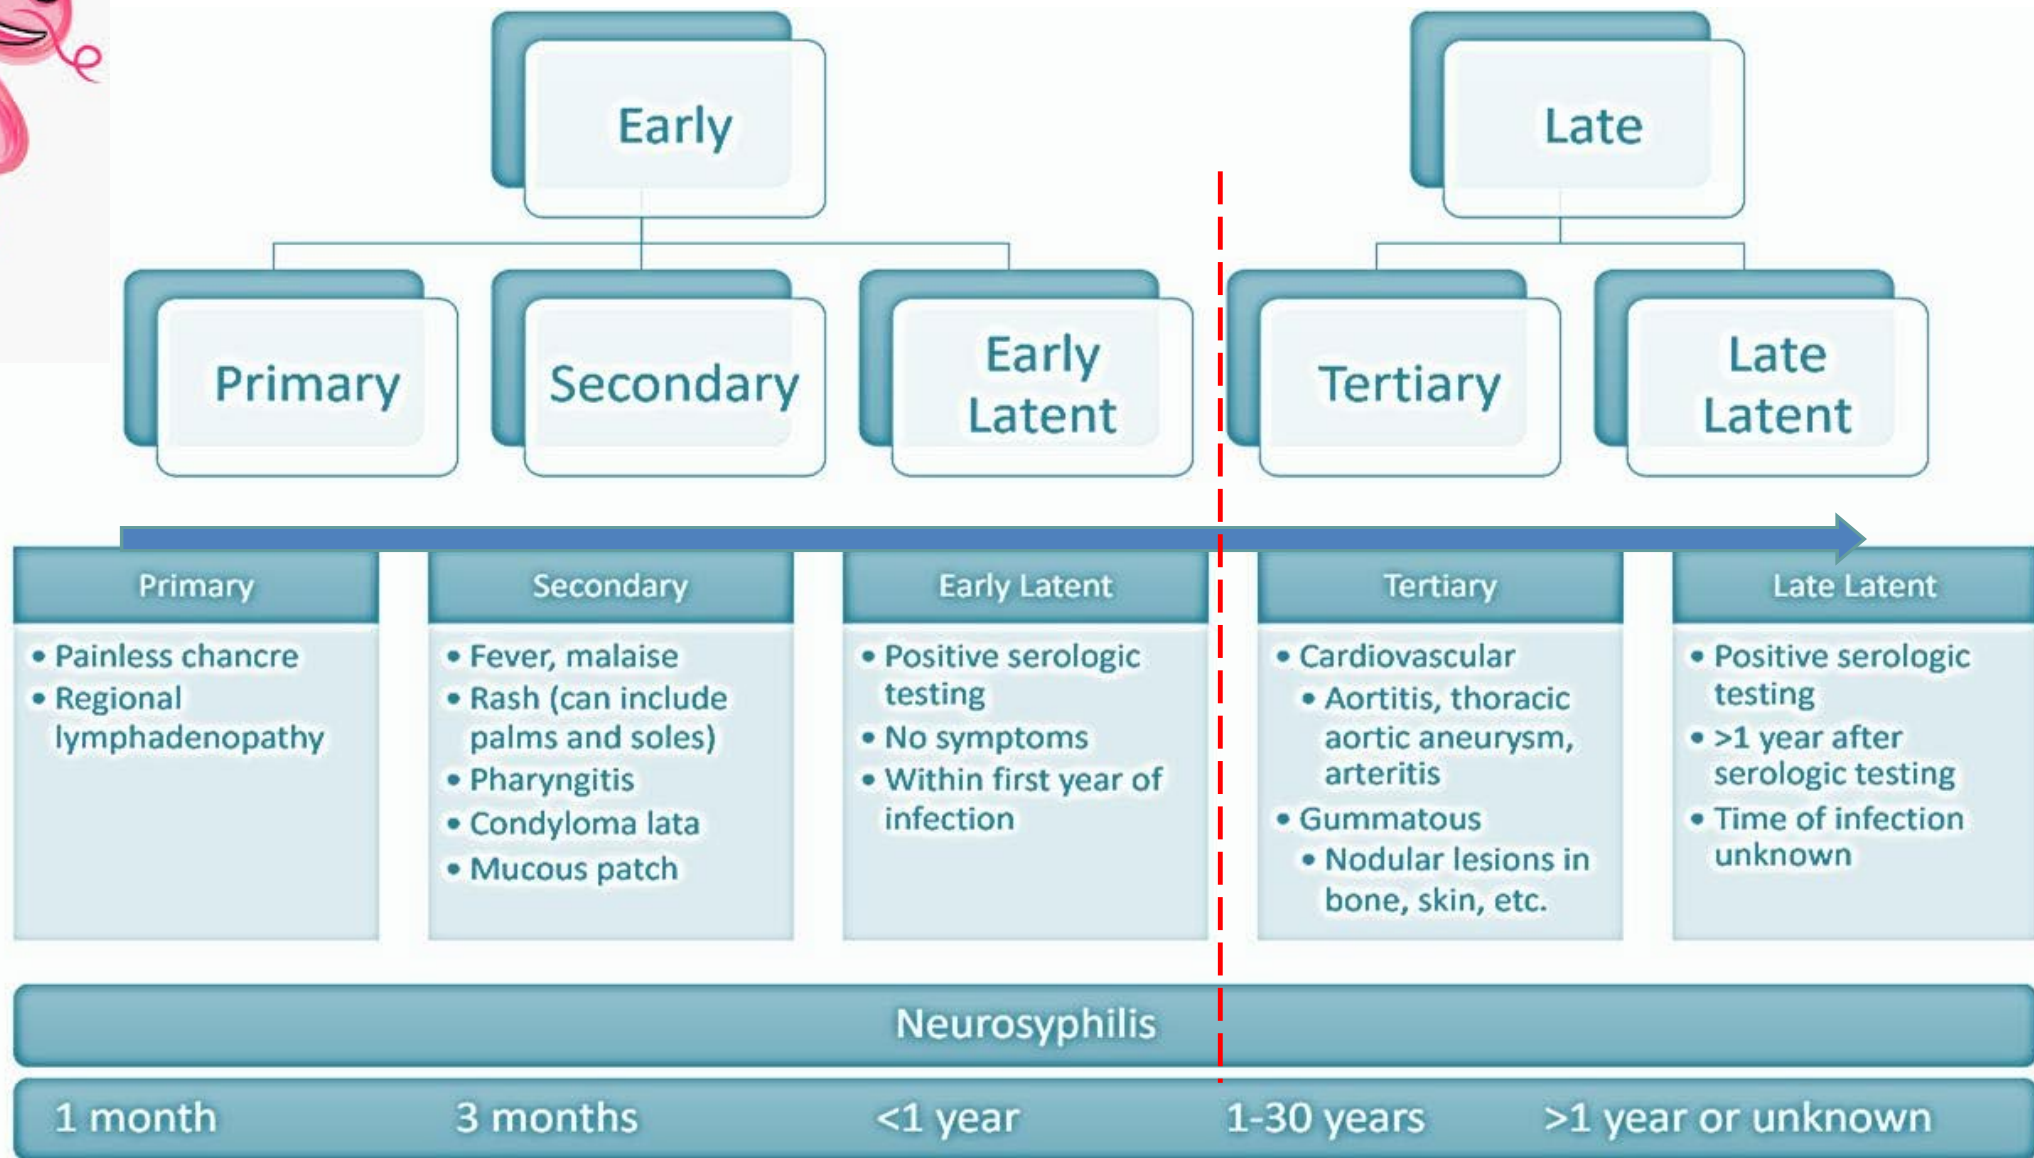 Early
Late
Primary
Secondary
Early
Latent
Tertiary
Late
Latent
Primary
• Painless chancre
• Regional
lymphadenopathy
Secondary
• Fever, malaise
• Rash (can include
palms and soles)
• Pharyngitis
• Condyloma lata
• Mucous patch
Early Latent
• Positive serologic
testing
• No symptoms
• Within first year of
infection
Tertiary
• Cardiovascular
• Aortitis, thoracic
aortic aneurysm,
arteritis
• Gummatous
• Nodular lesions in
bone, skin, etc.
Late Latent
• Positive serologic
testing
• >1 year after
serologic testing
• Time of infection
unknown
Neurosyphilis
1 month
3 months
<1 year
1-30 years
>1 year or unknown